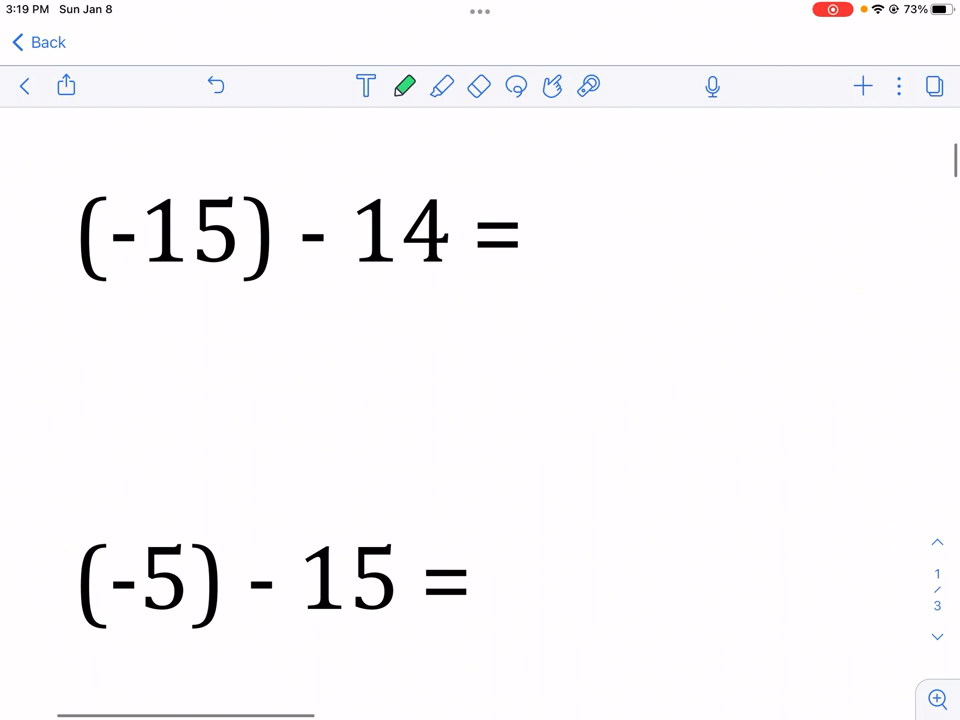 3:19 PM Sun Jan 8 73%
Back
(-15) - 14 =
(-5) - 15 =
1
/
3